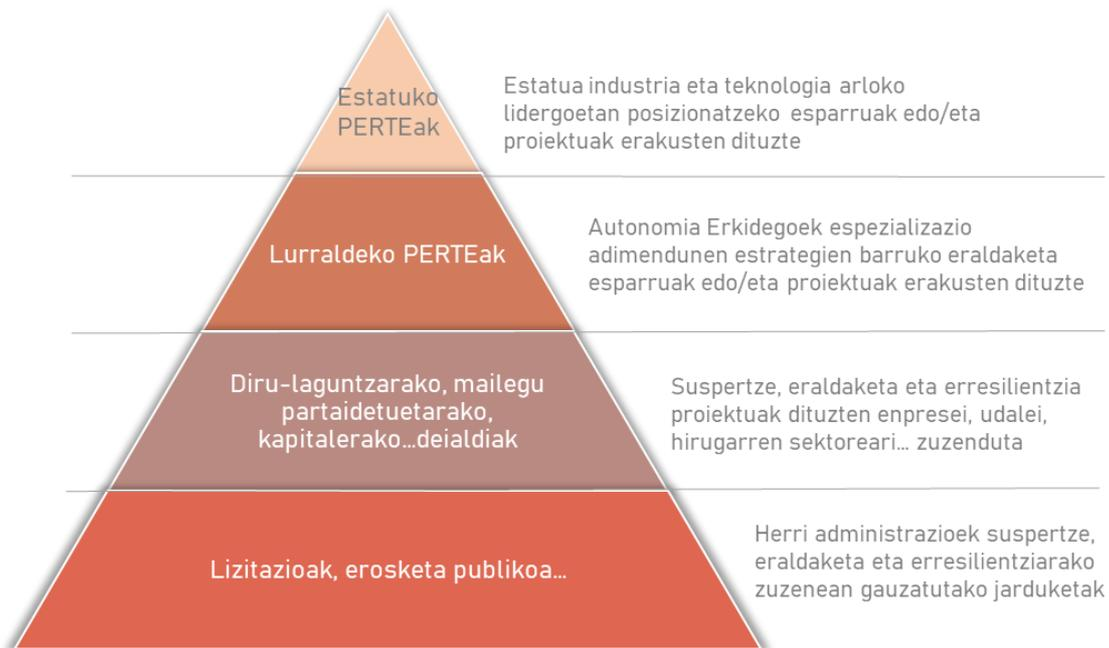 Estatuko
PERTEak
Estatua industria eta teknologia arloko
lidergoetan posizionatzeko esparruak edo/eta
proiektuak erakusten dituzte
Lurraldeko PERTEak
Autonomia Erkidegoek espezializazio
adimendunen estrategien barruko eraldaketa
esparruak edo/eta proiektuak erakusten dituzte
Diru-laguntzarako, mailegu
partaidetuetarako,
kapitalerako...deialdiak
Suspertze, eraldaketa eta erresilientzia
proiektuak dituzten enpresei, udalei,
hirugarren sektoreari... zuzenduta
Lizitazioak, erosketa publikoa...
Herri administrazioek suspertze,
eraldaketa eta erresilientziarako
zuzenean gauzatutako jarduketak